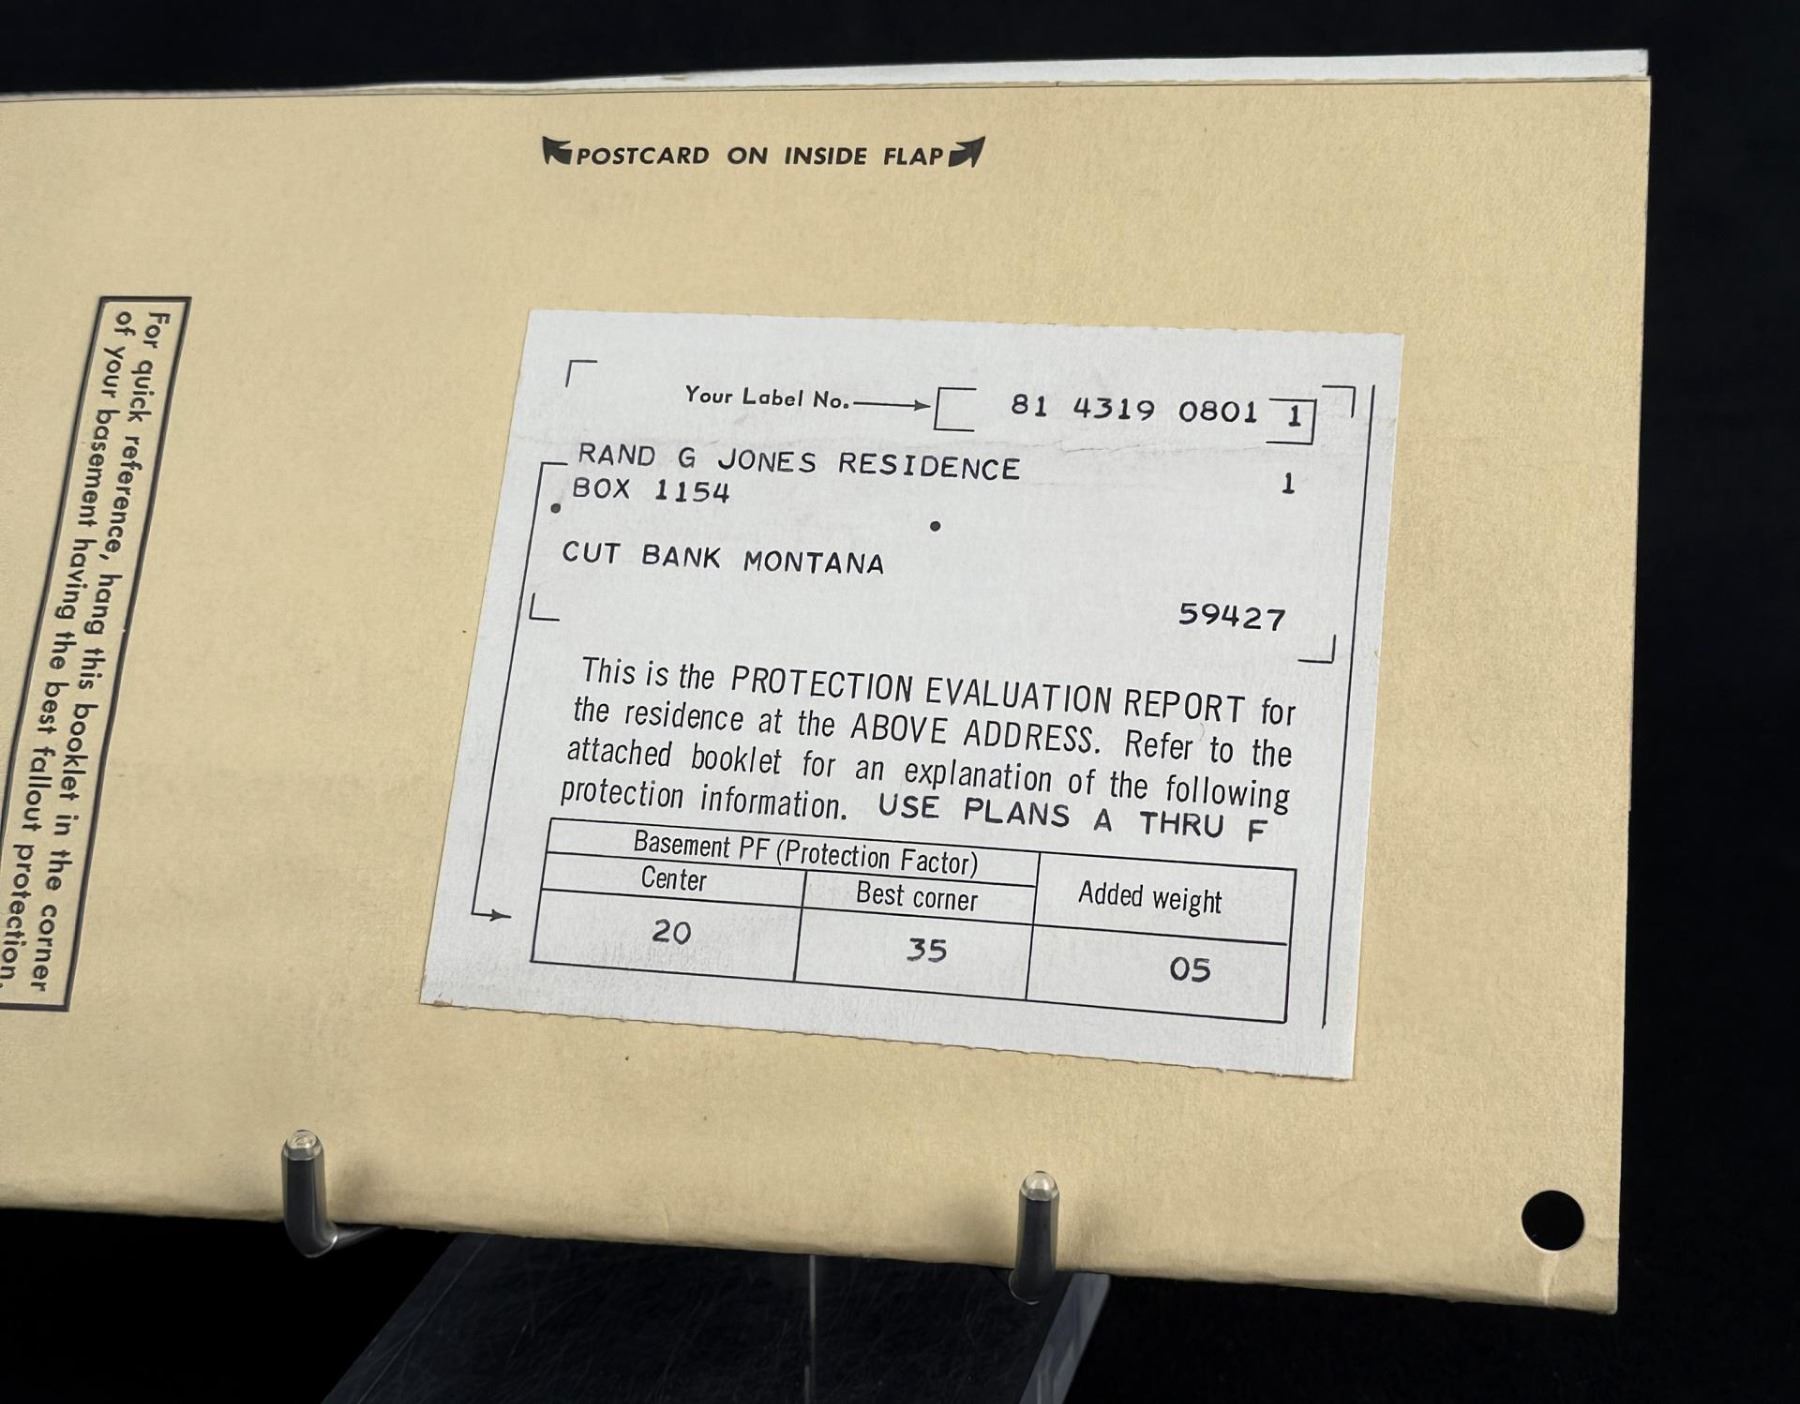 POSTCARD ON INSIDE FLAP
For quick reference, hang this booklet in the corner
of your basement having the best fallout protection.
Your Label No. 81 4319 0801 1
RAND G JONES RESIDENCE 1
BOX 1154
CUT BANK MONTANA
59427
This is the PROTECTION EVALUATION REPORT for
the residence at the ABOVE ADDRESS. Refer to the
attached booklet for an explanation of the following
protection information. USE PLANS A THRU F
Basement PF (Protection Factor)
Center Best corner Added weight
20 35 05